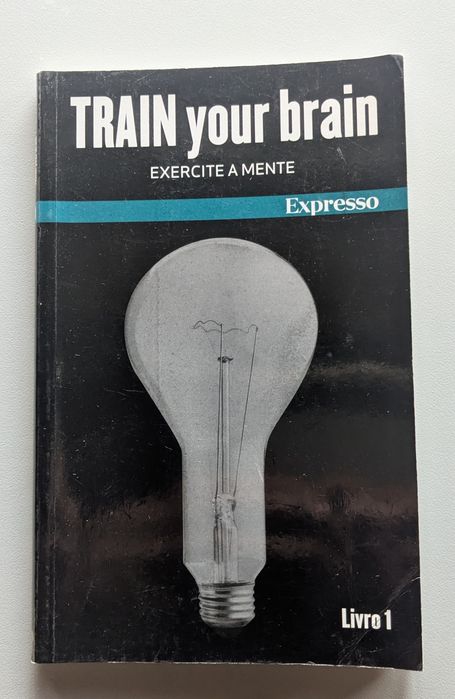 TRAIN your brain
EXERCITE A MENTE
Expresso
Livro 1